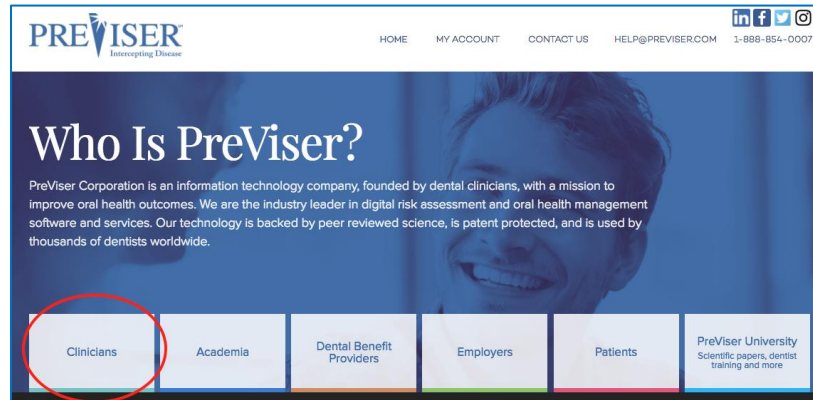 PREVISER™
Intercepting Disease
HOME MY ACCOUNT CONTACT US HELP@PREVISER.COM 1-888-854-0007
Who Is PreViser?
PreViser Corporation is an information technology company, founded by dental clinicians, with a mission to
improve oral health outcomes. We are the industry leader in digital risk assessment and oral health management
software and services. Our technology is backed by peer reviewed science, is patent protected, and is used by
thousands of dentists worldwide.
Clinicians
Academia
Dental Benefit
Providers
Employers
Patients
PreViser University
Scientific papers, dentist
training and more